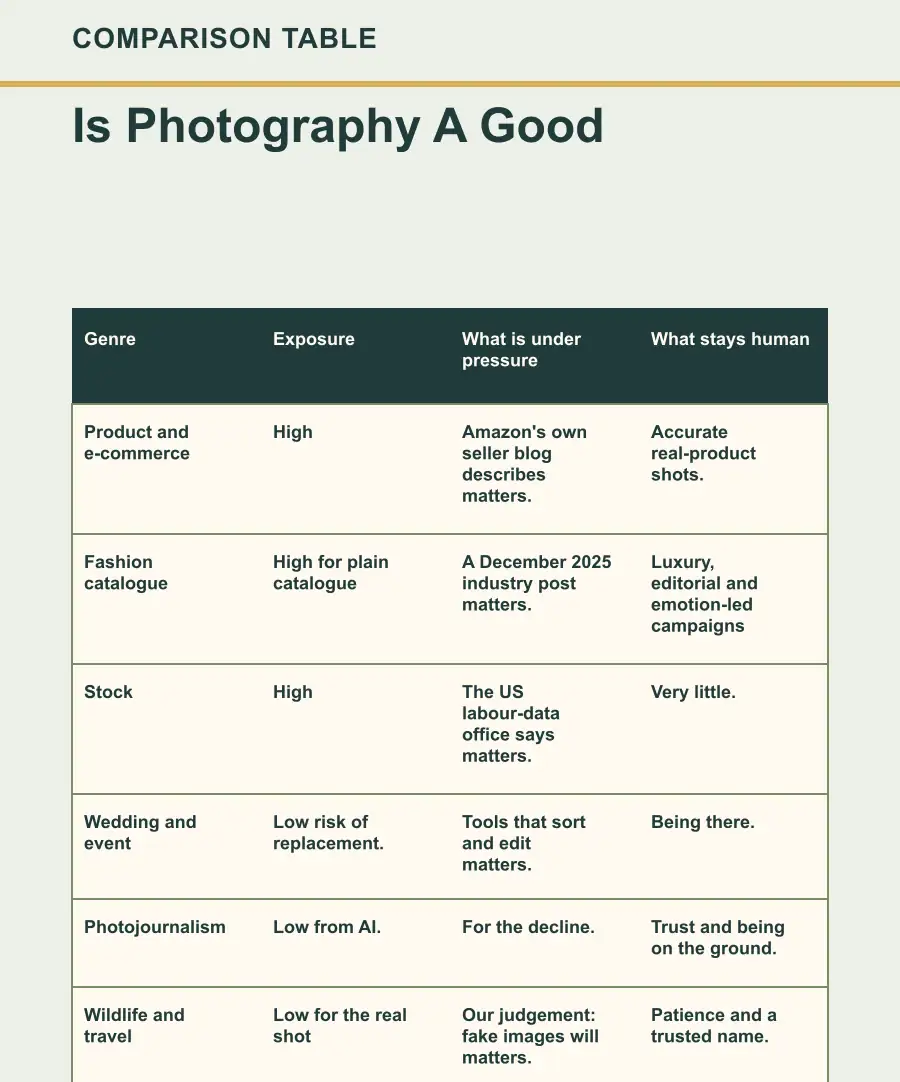 COMPARISON TABLE
Is Photography A Good
Genre
Exposure
What is under
pressure
What stays human
Product and
e-commerce
High
Amazon's own
seller blog
describes
matters.
Accurate
real-product
shots.
Fashion
catalogue
High for plain
catalogue
A December 2025
industry post
matters.
Luxury,
editorial and
emotion-led
campaigns
Stock
High
The US
labour-data
office says
matters.
Very little.
Wedding and
event
Low risk of
replacement.
Tools that sort
and edit
matters.
Being there.
Photojournalism
Low from AI.
For the decline.
Trust and being
on the ground.
Wildlife and
travel
Low for the real
shot
Our judgement:
fake images will
matters.
Patience and a
trusted name.